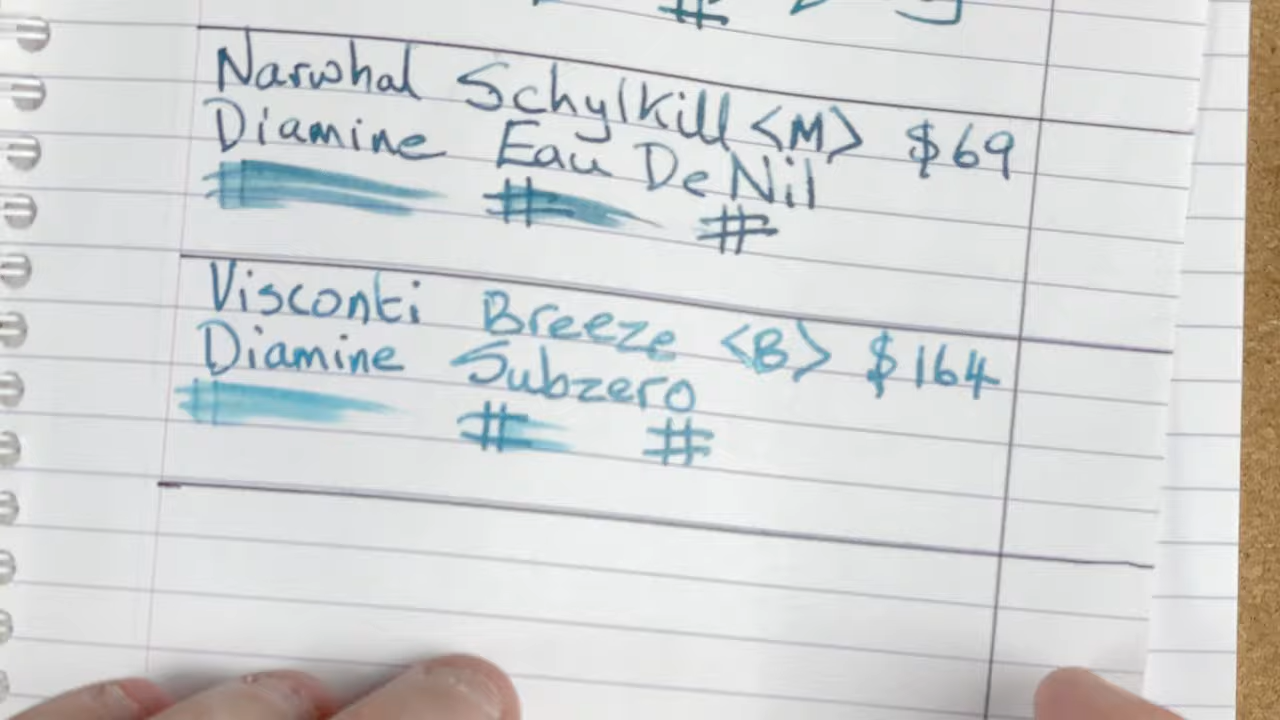 Narwhal Schylkill <M> $69
Diamine Eau De Nil
# #
Visconti Breeze <B> $164
Diamine Subzero
# #